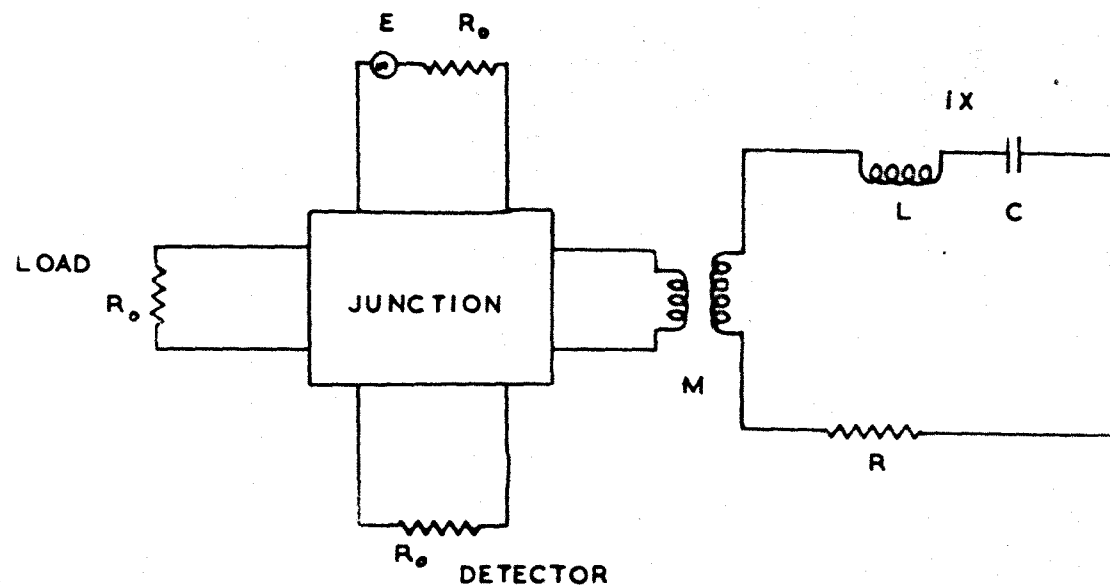 E R₀
iX
L C
LOAD
R₀
JUNCTION
M
R
R₀
DETECTOR